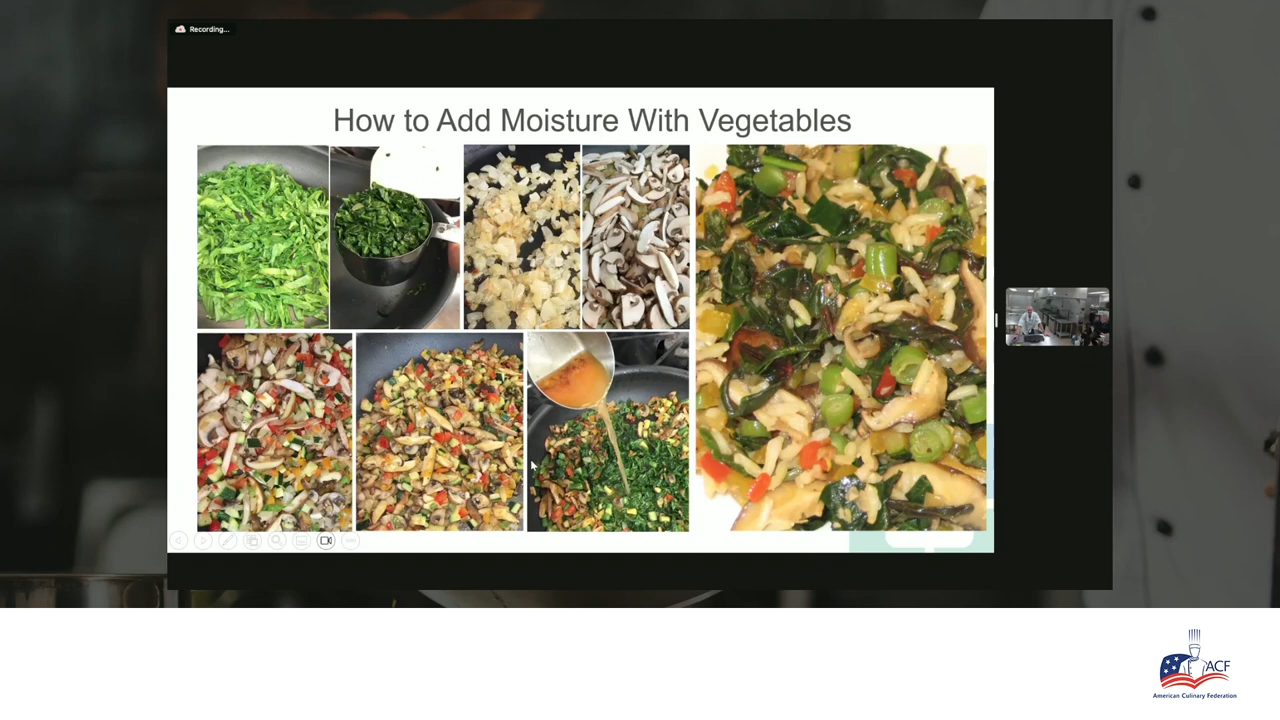 Recording...
How to Add Moisture With Vegetables
ACF
American Culinary Federation